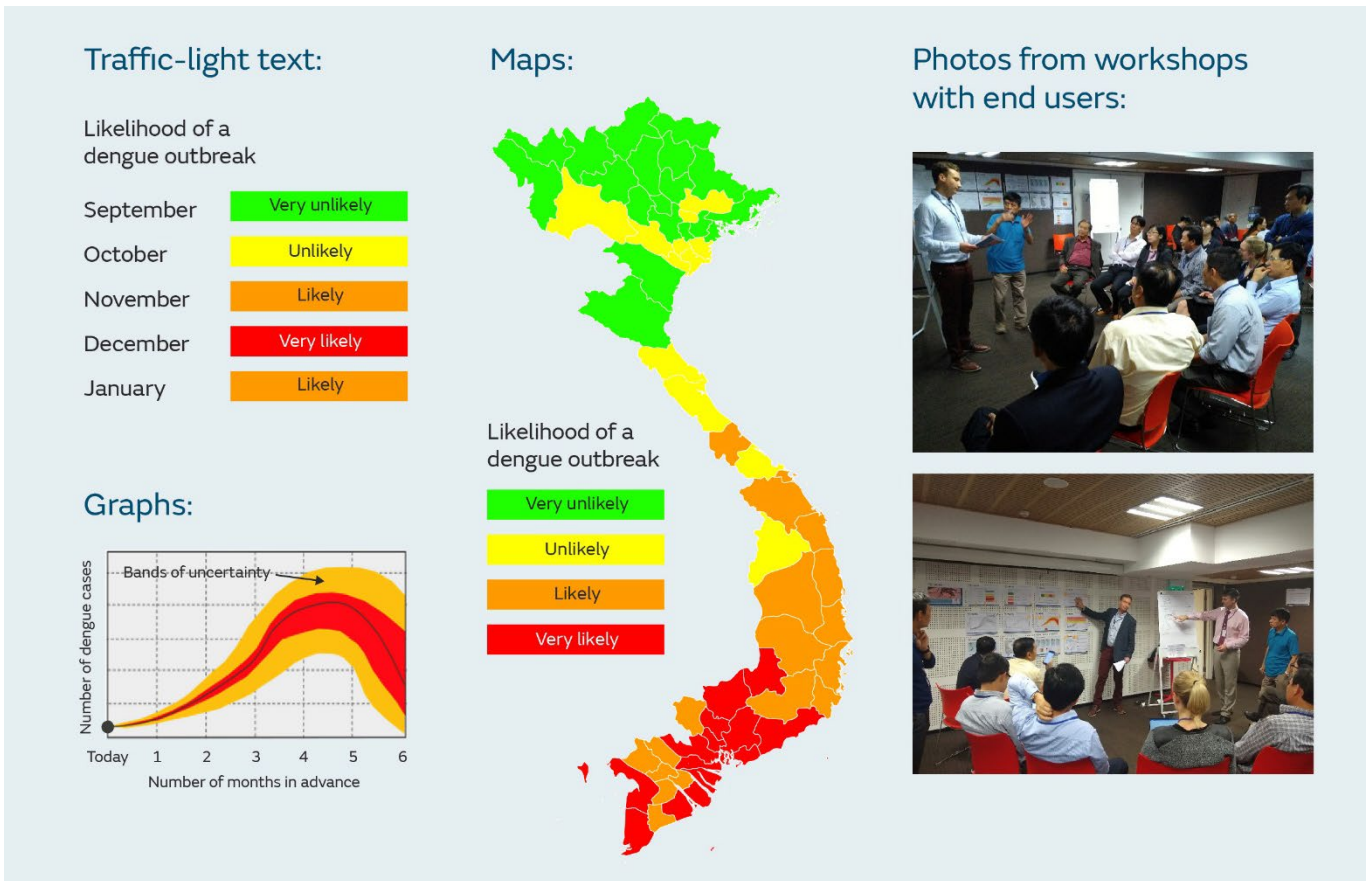 Traffic-light text:
Likelihood of a
dengue outbreak
September Very unlikely
October Unlikely
November Likely
December Very likely
January Likely
Graphs:
Number of dengue cases
Bands of uncertainty
Today 1 2 3 4 5 6
Number of months in advance
Maps:
Likelihood of a
dengue outbreak
Very unlikely
Unlikely
Likely
Very likely
Photos from workshops
with end users: